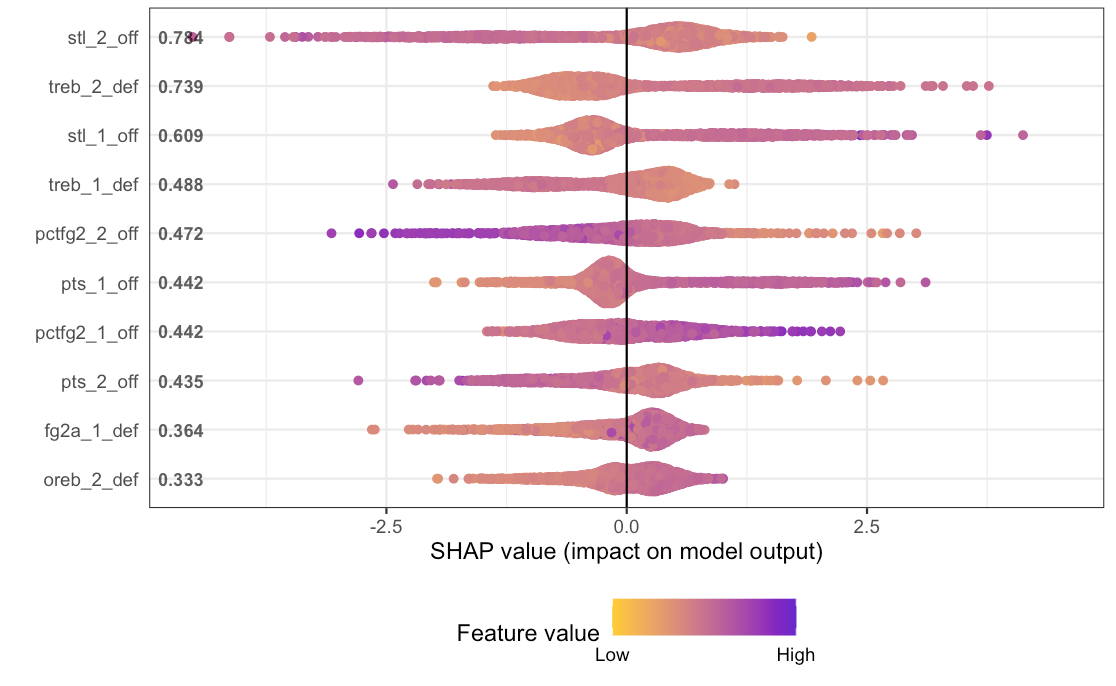 stl_2_off 0.784
treb_2_def 0.739
stl_1_off 0.609
treb_1_def 0.488
pctfg2_2_off 0.472
pts_1_off 0.442
pctfg2_1_off 0.442
pts_2_off 0.435
fg2a_1_def 0.364
oreb_2_def 0.333
-2.5 0.0 2.5
SHAP value (impact on model output)
Feature value
Low High